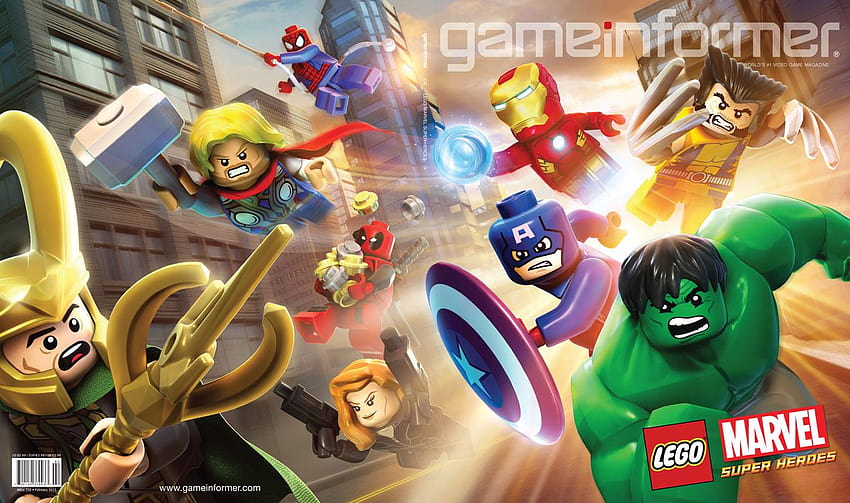 gameinformer®
WORLD'S #1 VIDEO GAME MAGAZINE
A
LEGO
MARVEL
SUPER HEROES
www.gameinformer.com